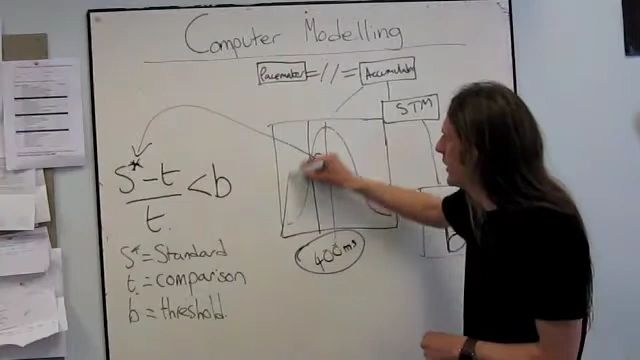 Computer Modelling
Pacemaker =//= Accumulator
STM
S* - t < b
t
400ms
b
S* = Standard
t = comparison
b = threshold